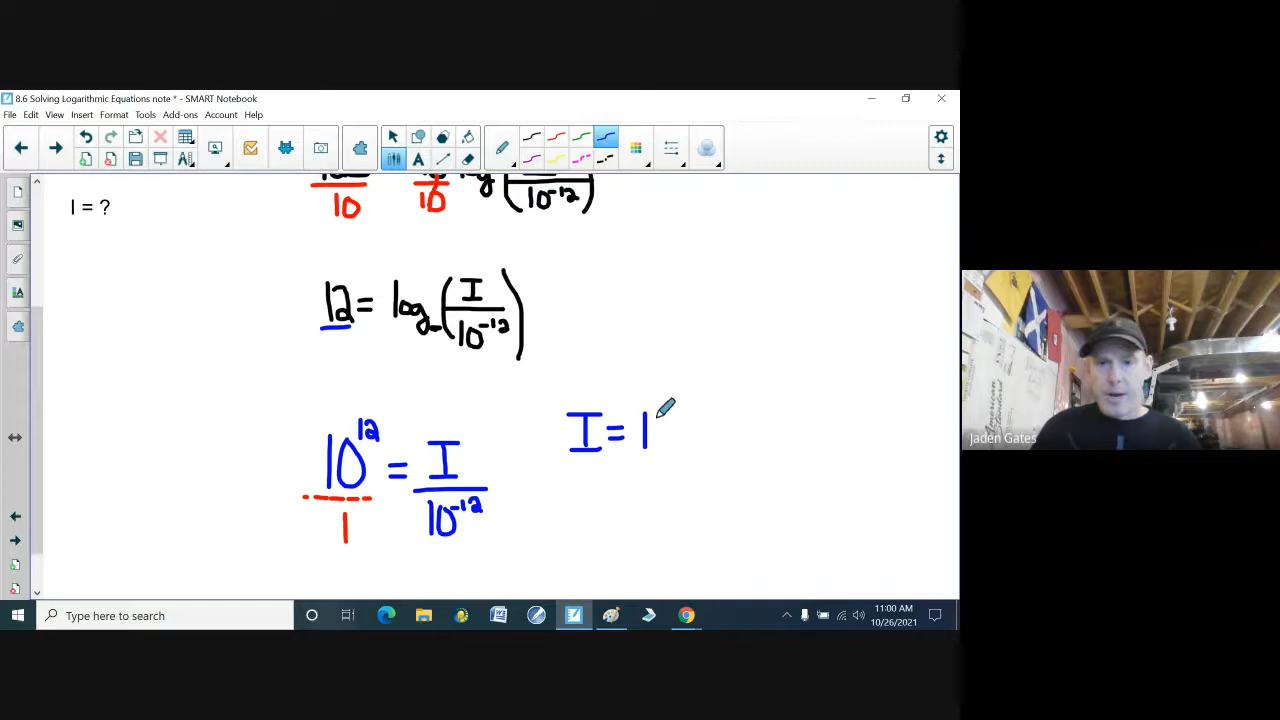 8.6 Solving Logarithmic Equations note * - SMART Notebook
File Edit View Insert Format Tools Add-ons Account Help
10 10 (10⁻¹²)
I = ?
12 = log (I/10⁻¹²)
I = 1
10¹² = I
1 10⁻¹²
American Standard
Jaden Gates
Type here to search
11:00 AM
10/26/2021